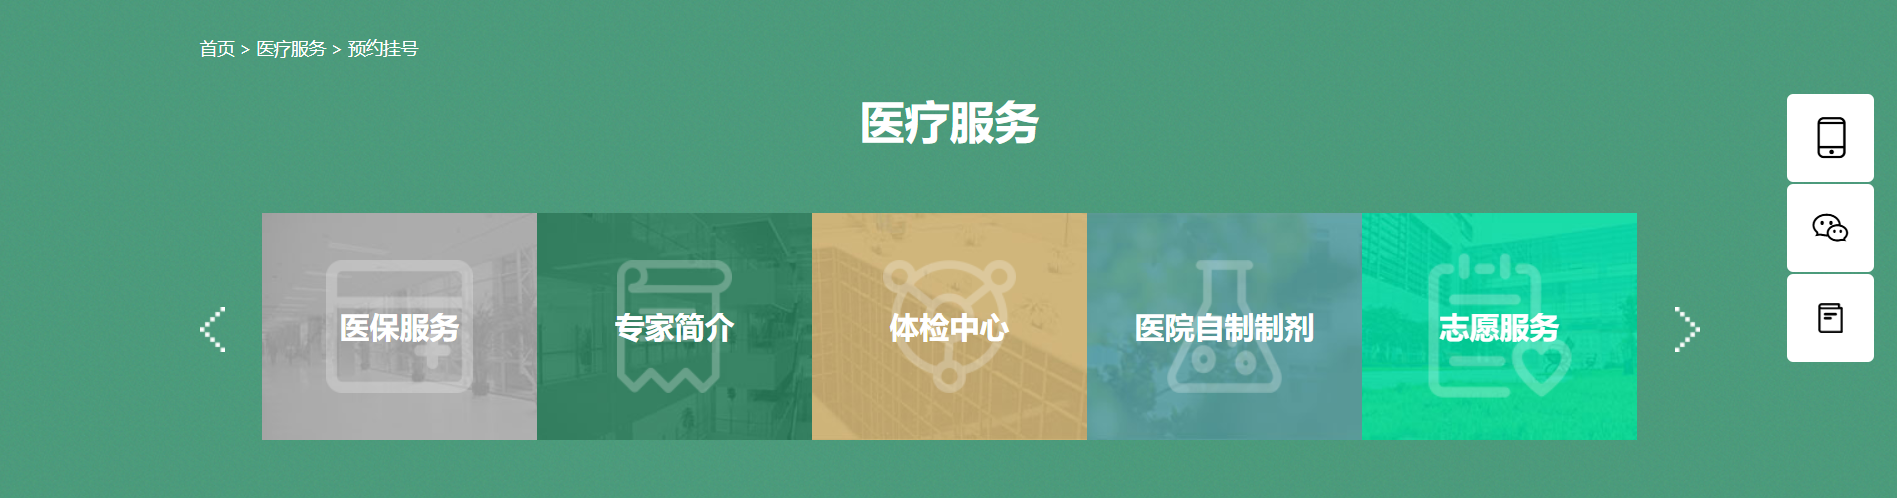 首页 > 医疗服务 > 预约挂号
医疗服务
医保服务
专家简介
体检中心
医院自制制剂
志愿服务